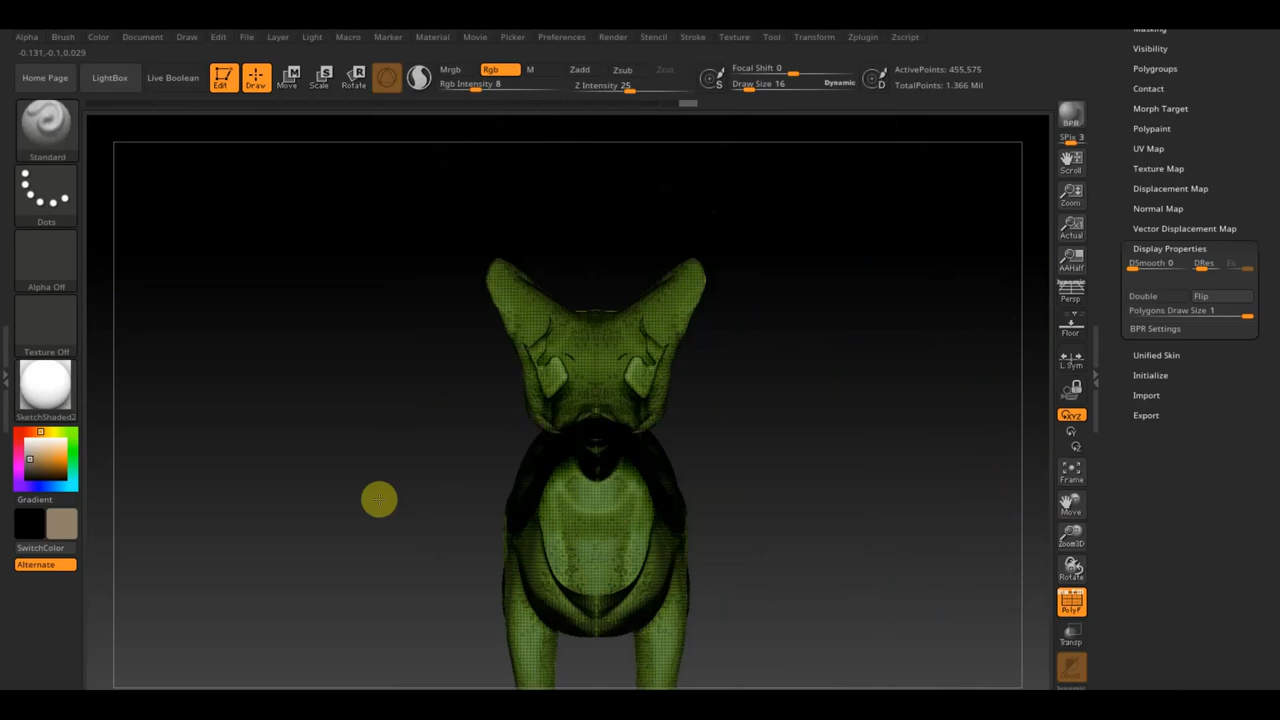 Alpha Brush Color Document Draw Edit File Layer Light Macro Marker Material Movie Picker Preferences Render Stencil Stroke Texture Tool Transform Zplugin Zscript
-0.131,-0.1,0.029
Home Page
LightBox
Live Boolean
Edit
Draw
Move
Scale
Rotate
Mrgb Rgb M
Rgb Intensity 8
Zadd Zsub Zcut
Z Intensity 25
Focal Shift 0
Draw Size 16 Dynamic
ActivePoints: 455,575
TotalPoints: 1.366 Mil
Standard
Dots
Alpha Off
Texture Off
SketchShaded2
Gradient
SwitchColor
Alternate
BPR
SPix 3
Scroll
Zoom
Actual
AAHalf
Dynamic
Persp
Floor
L.Sym
XYZ
Frame
Move
Zoom3D
Rotate
PolyF
Transp
Masking
Visibility
Polygroups
Contact
Morph Target
Polypaint
UV Map
Texture Map
Displacement Map
Normal Map
Vector Displacement Map
Display Properties
DSmooth 0 DRes Es
Double Flip
Polygons Draw Size 1
BPR Settings
Unified Skin
Initialize
Import
Export